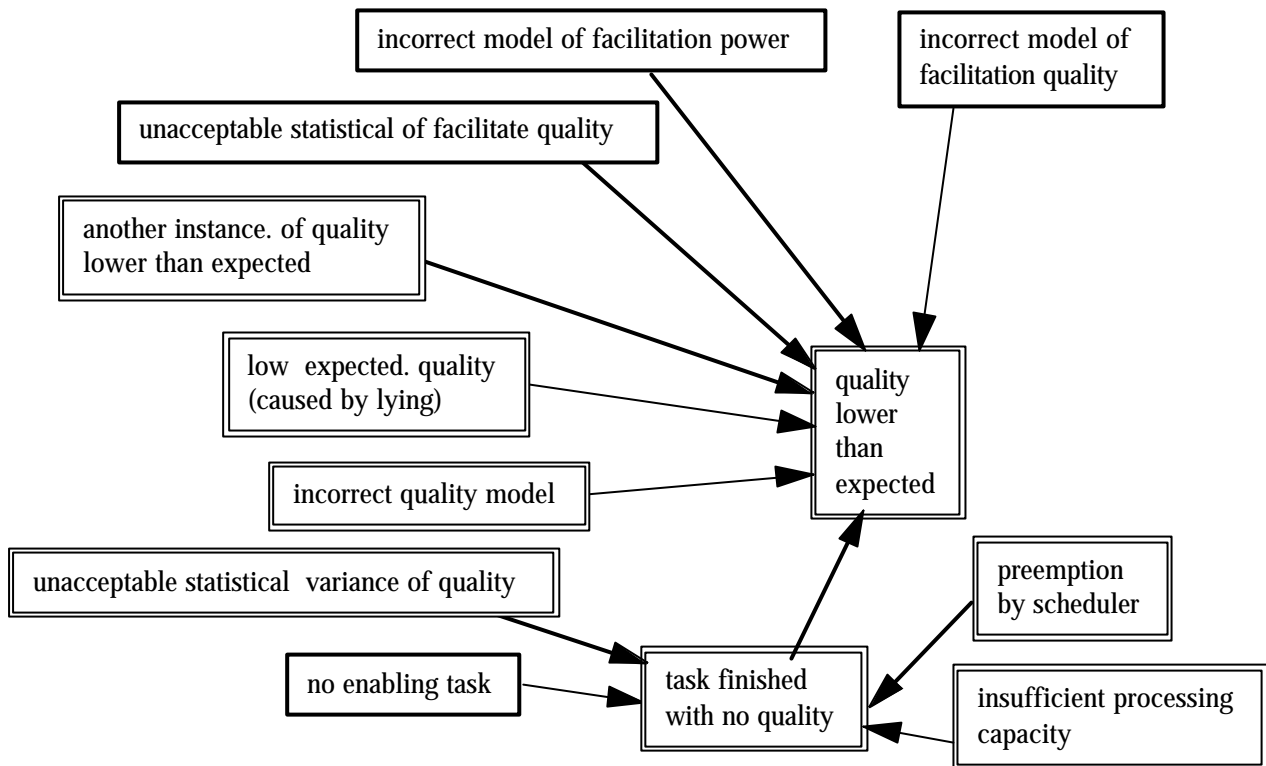 incorrect model of facilitation power
incorrect model of
facilitation quality
unacceptable statistical of facilitate quality
another instance. of quality
lower than expected
low expected. quality
(caused by lying)
quality
lower
than
expected
incorrect quality model
unacceptable statistical variance of quality
preemption
by scheduler
no enabling task
task finished
with no quality
insufficient processing
capacity